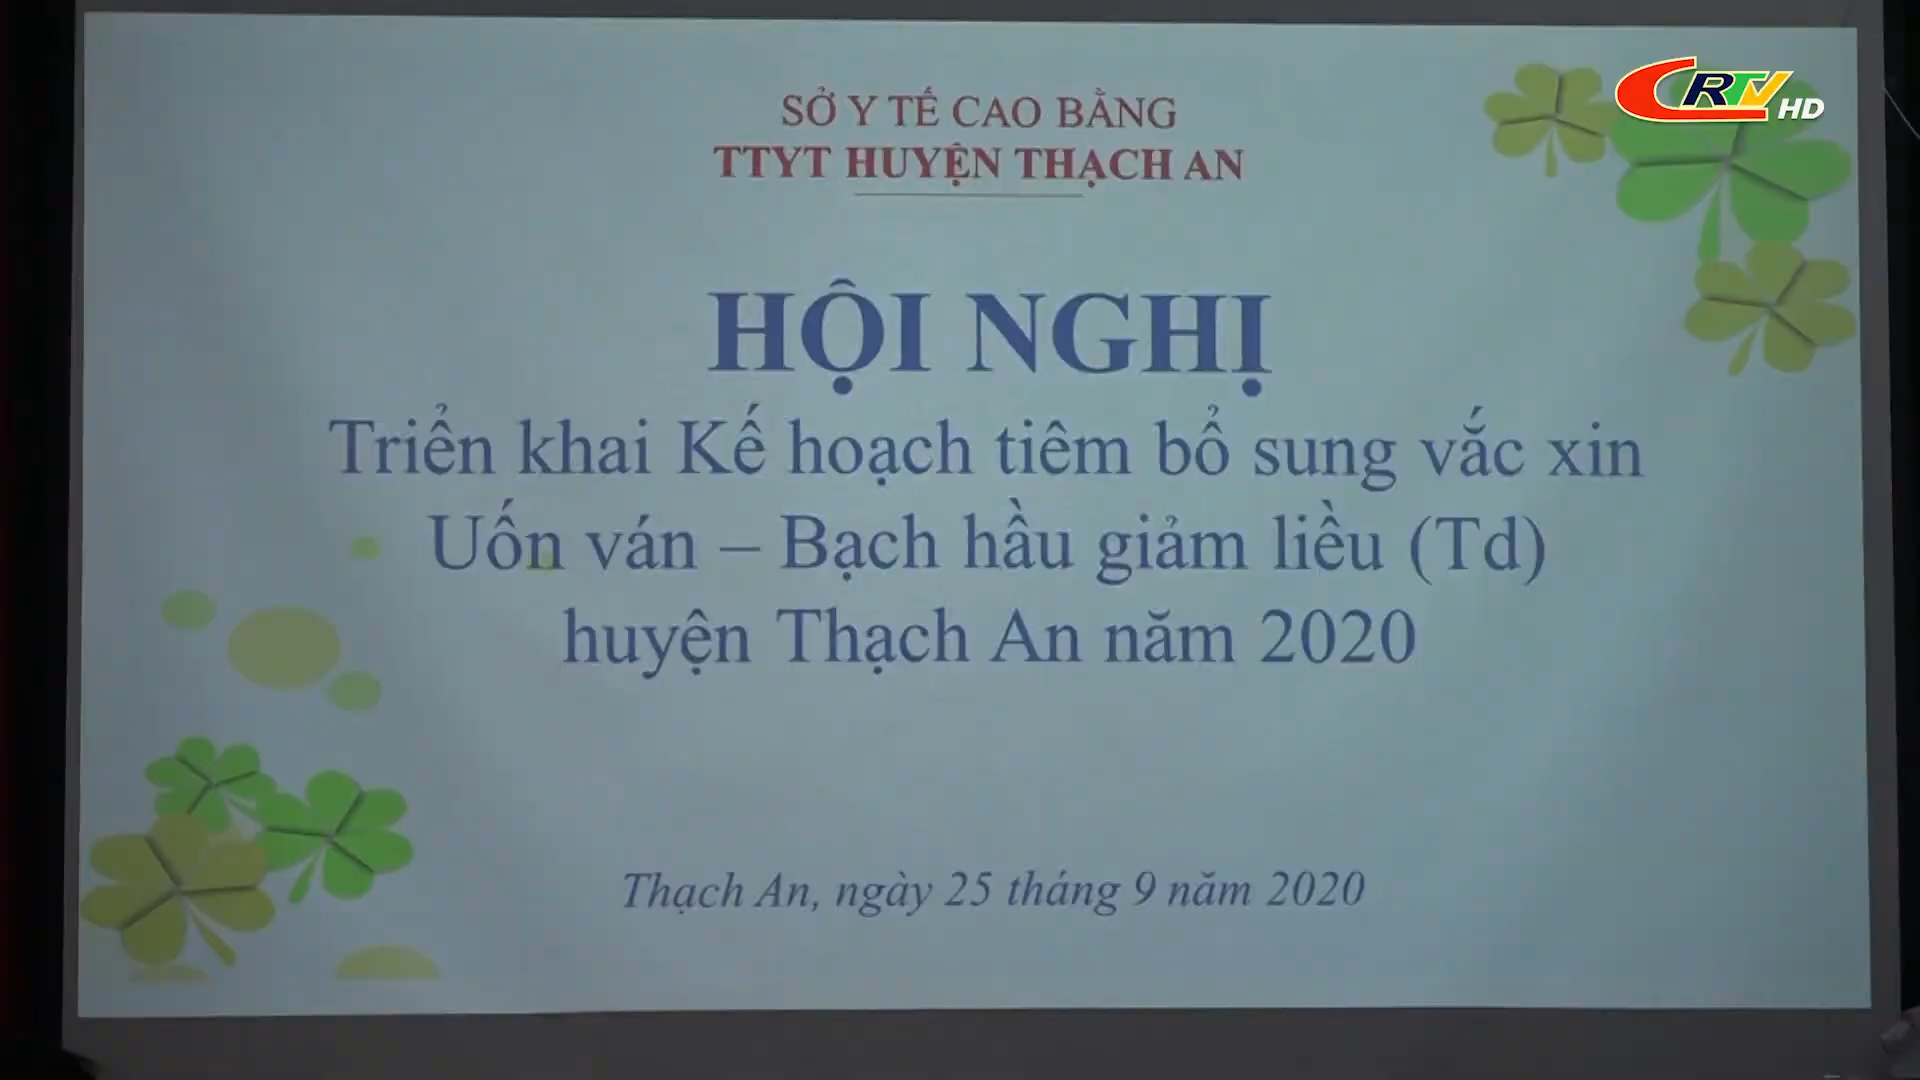 CRTV HD
SỞ Y TẾ CAO BẰNG
TTYT HUYỆN THẠCH AN
HỘI NGHỊ
Triển khai Kế hoạch tiêm bổ sung vắc xin
Uốn ván – Bạch hầu giảm liều (Td)
huyện Thạch An năm 2020
Thạch An, ngày 25 tháng 9 năm 2020